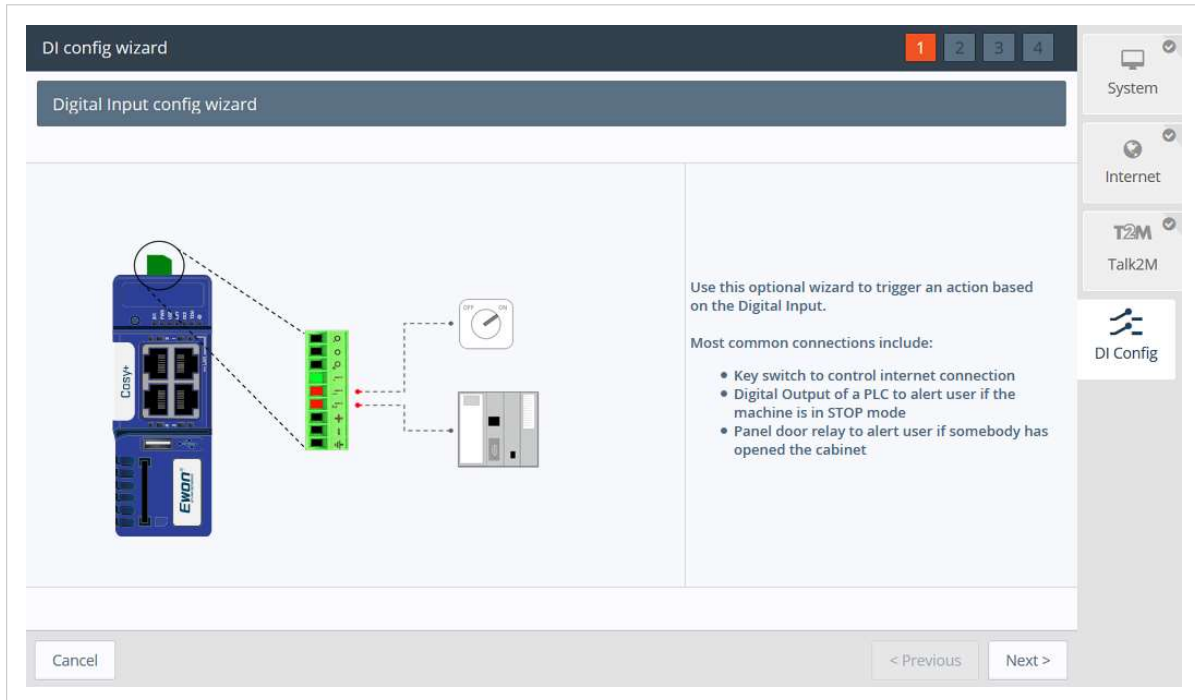 DI config wizard
1 2 3 4
Digital Input config wizard
OFF ON
Cosy+
Ewon
Use this optional wizard to trigger an action based
on the Digital Input.
Most common connections include:
Key switch to control internet connection
Digital Output of a PLC to alert user if the
machine is in STOP mode
Panel door relay to alert user if somebody has
opened the cabinet
System
Internet
T2M
Talk2M
DI Config
Cancel
< Previous
Next >